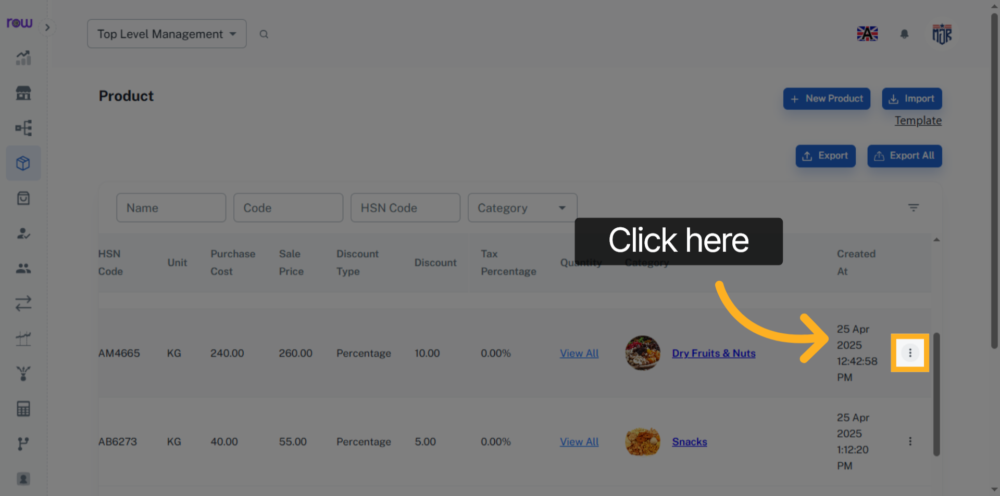 row
Top Level Management
A
MJR
Product
New Product
Import
Template
Export
Export All
Name
Code
HSN Code
Category
Click here
HSN Code
Unit
Purchase Cost
Sale Price
Discount Type
Discount
Tax Percentage
Quantity
Category
Created At
AM4665
KG
240.00
260.00
Percentage
10.00
0.00%
View All
Dry Fruits & Nuts
25 Apr
2025
12:42:58
PM
AB6273
KG
40.00
55.00
Percentage
5.00
0.00%
View All
Snacks
25 Apr
2025
1:12:20
PM